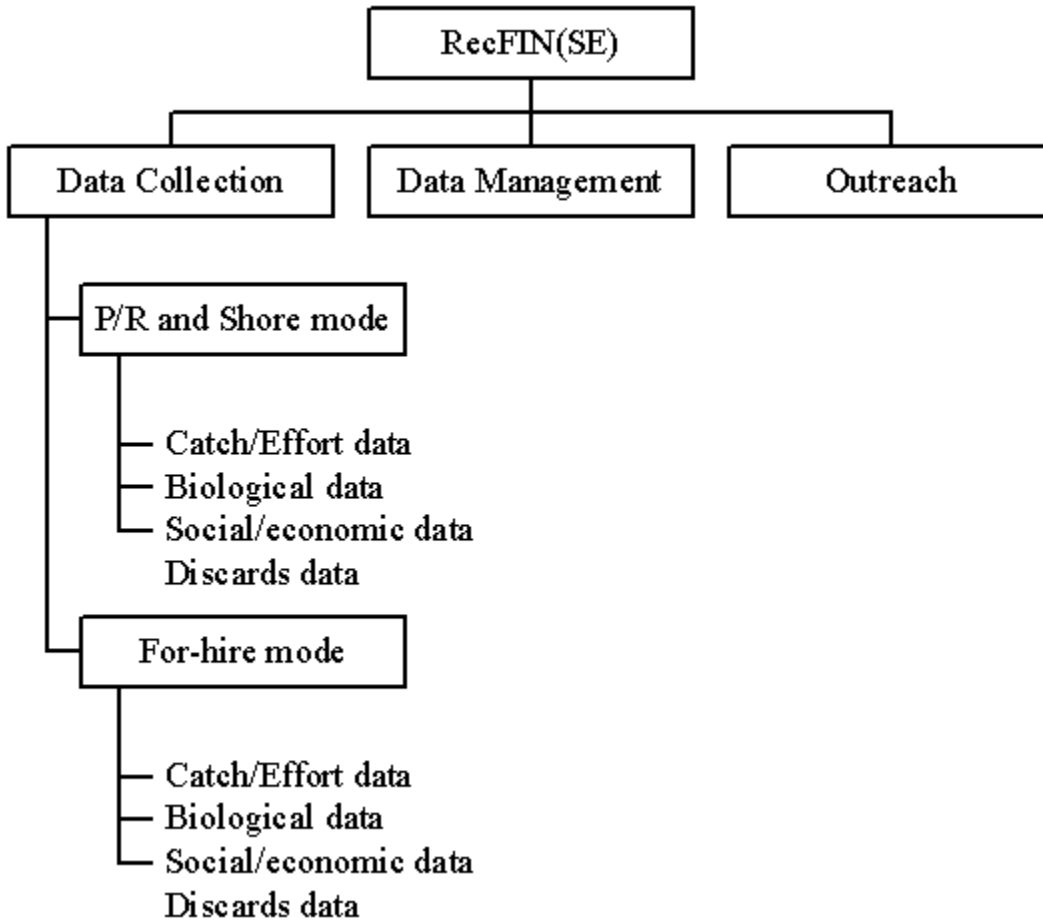 RecFIN(SE)
Data Collection
Data Management
Outreach
P/R and Shore mode
Catch/Effort data
Biological data
Social/economic data
Discards data
For-hire mode
Catch/Effort data
Biological data
Social/economic data
Discards data